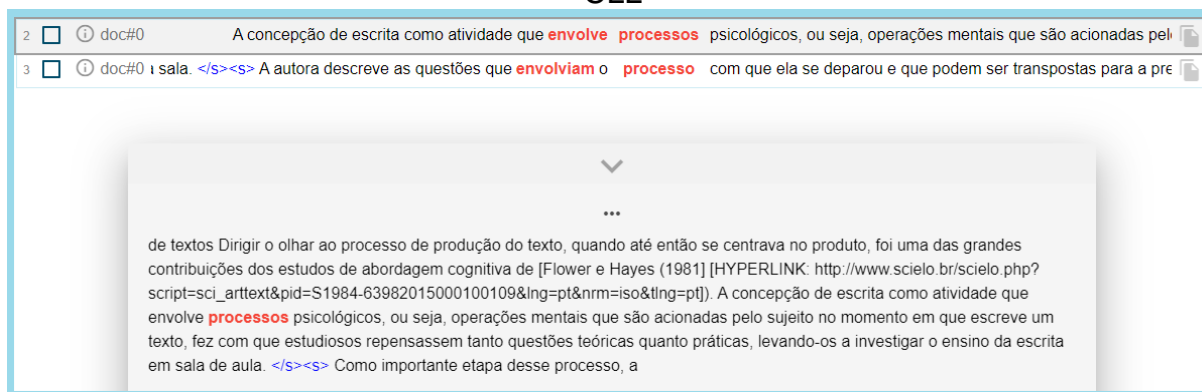 2 doc#0 A concepção de escrita como atividade que envolve processos psicológicos, ou seja, operações mentais que são acionadas pel
3 doc#0 sala. </s><s> A autora descreve as questões que envolviam o processo com que ela se deparou e que podem ser transpostas para a pre
...
de textos Dirigir o olhar ao processo de produção do texto, quando até então se centrava no produto, foi uma das grandes
contribuições dos estudos de abordagem cognitiva de [Flower e Hayes (1981] [HYPERLINK: http://www.scielo.br/scielo.php?
script=sci_arttext&pid=S1984-63982015000100109&lng=pt&nrm=iso&tlng=pt]). A concepção de escrita como atividade que
envolve processos psicológicos, ou seja, operações mentais que são acionadas pelo sujeito no momento em que escreve um
texto, fez com que estudiosos repensassem tanto questões teóricas quanto práticas, levando-os a investigar o ensino da escrita
em sala de aula. </s><s> Como importante etapa desse processo, a